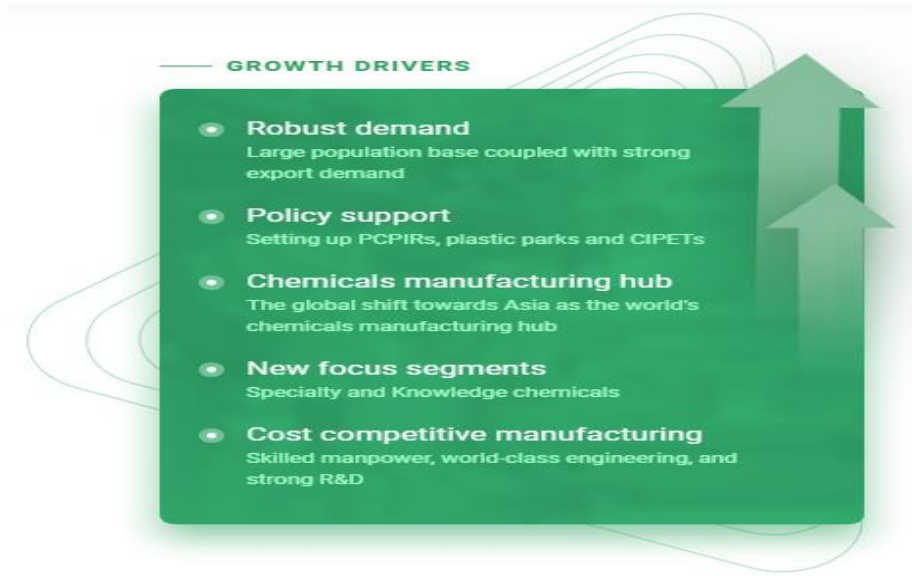 GROWTH DRIVERS
Robust demand
Large population base coupled with strong
export demand
Policy support
Setting up PCPIRs, plastic parks and CIPETs
Chemicals manufacturing hub
The global shift towards Asia as the world's
chemicals manufacturing hub
New focus segments
Specialty and Knowledge chemicals
Cost competitive manufacturing
Skilled manpower, world-class engineering, and
strong R&D